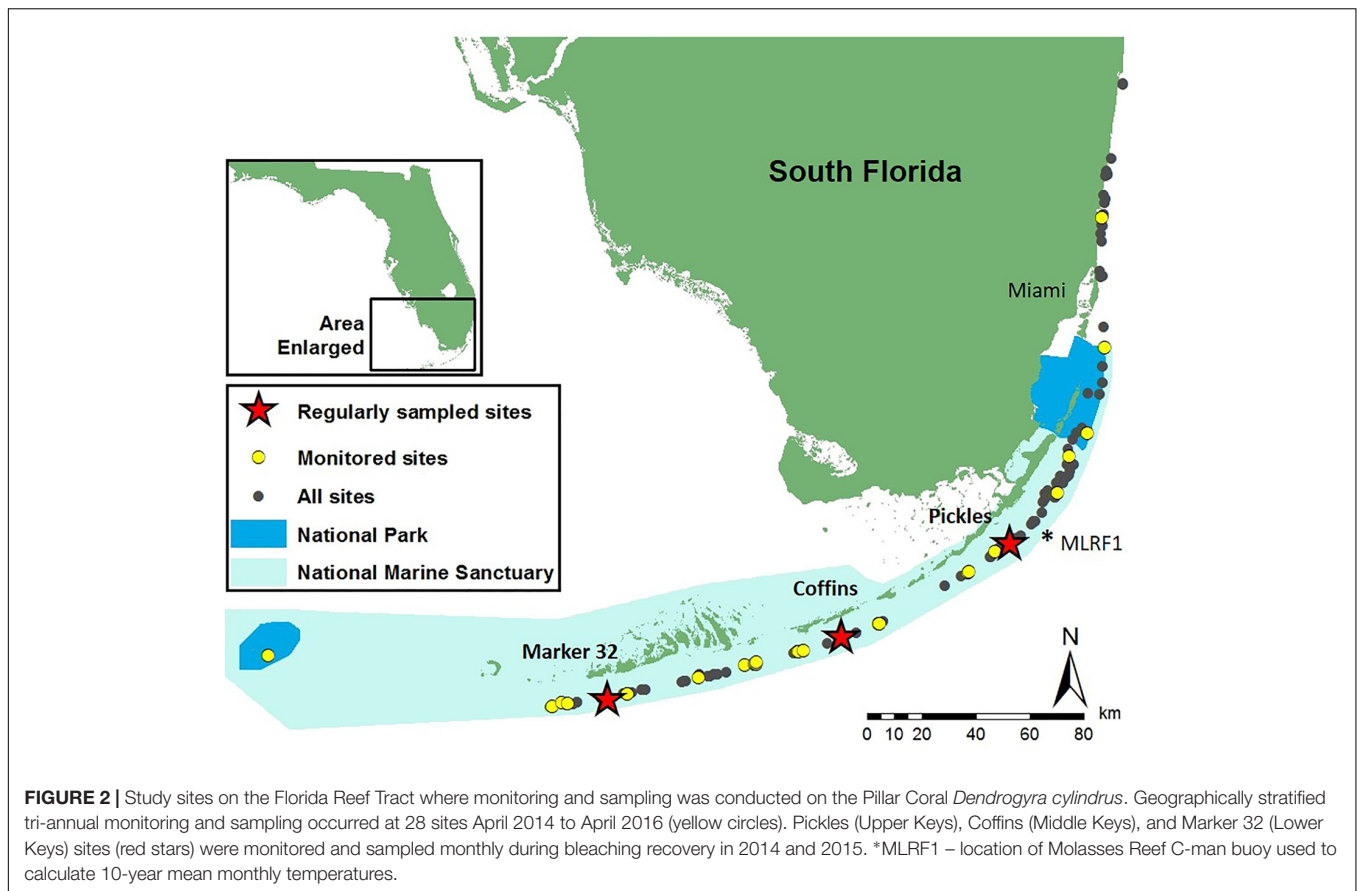 South Florida
Miami
Area
Enlarged
Regularly sampled sites
Monitored sites
All sites
National Park
National Marine Sanctuary
Pickles
* MLRF1
Coffins
Marker 32
N
km
0 10 20 40 60 80
FIGURE 2 | Study sites on the Florida Reef Tract where monitoring and sampling was conducted on the Pillar Coral Dendrogyra cylindrus. Geographically stratified
tri-annual monitoring and sampling occurred at 28 sites April 2014 to April 2016 (yellow circles). Pickles (Upper Keys), Coffins (Middle Keys), and Marker 32 (Lower
Keys) sites (red stars) were monitored and sampled monthly during bleaching recovery in 2014 and 2015. *MLRF1 – location of Molasses Reef C-man buoy used to
calculate 10-year mean monthly temperatures.